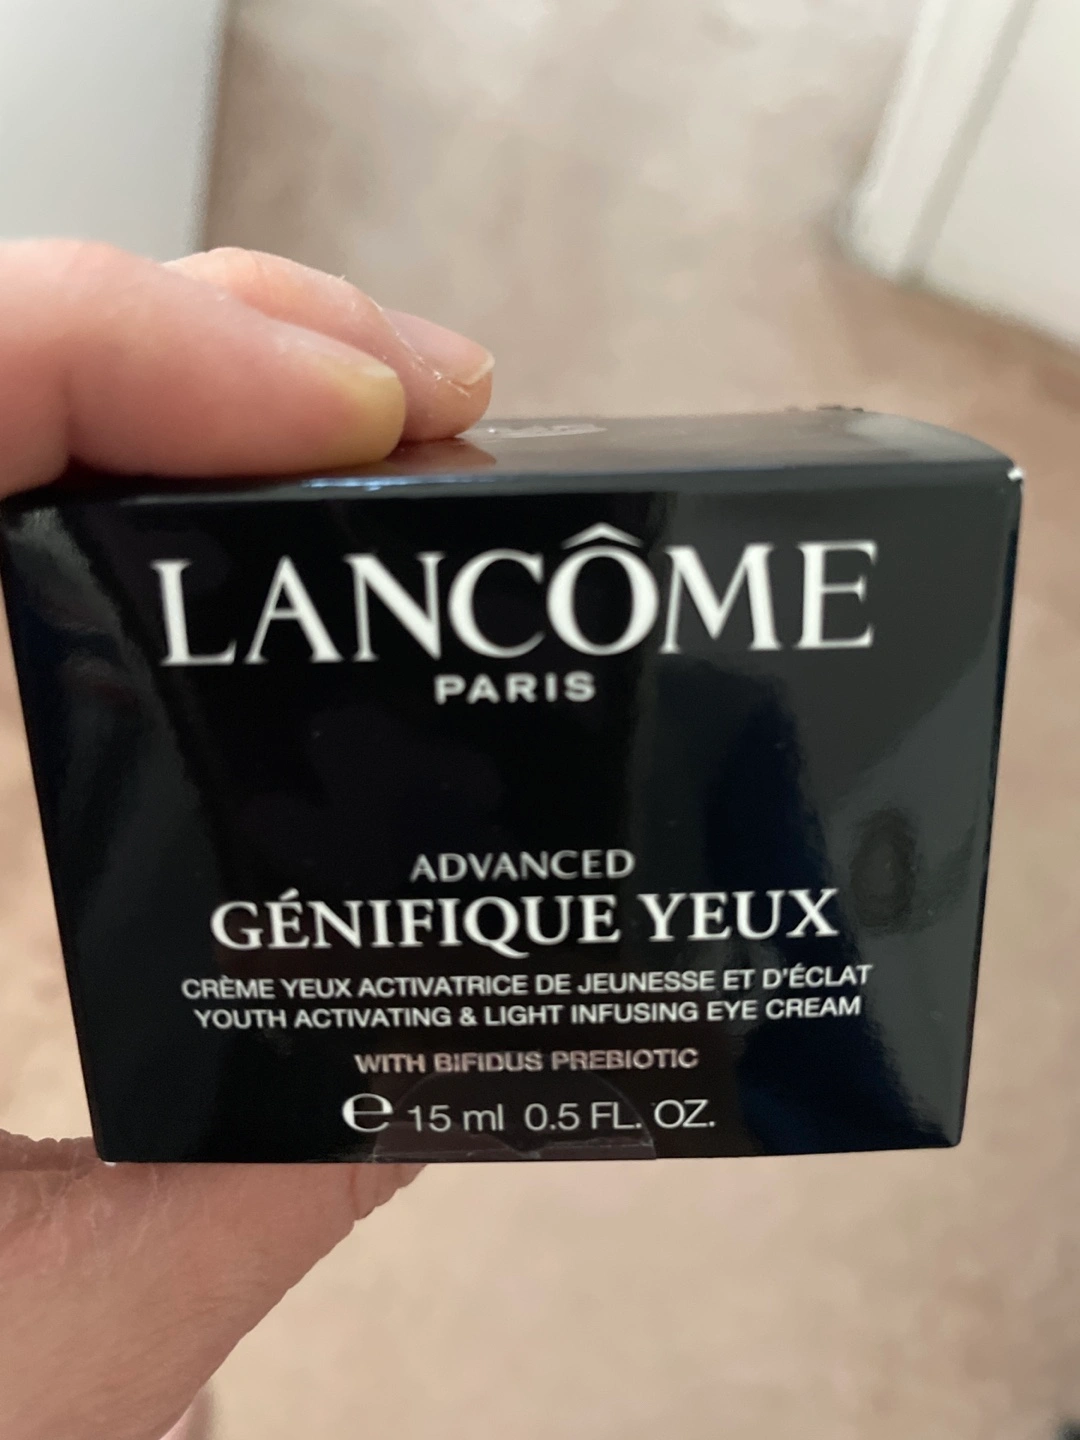 LANCÔME
PARIS
ADVANCED
GÉNIFIQUE YEUX
CRÈME YEUX ACTIVATRICE DE JEUNESSE ET D'ÉCLAT
YOUTH ACTIVATING & LIGHT INFUSING EYE CREAM
WITH BIFIDUS PREBIOTIC
℮ 15 ml 0.5 FL. OZ.